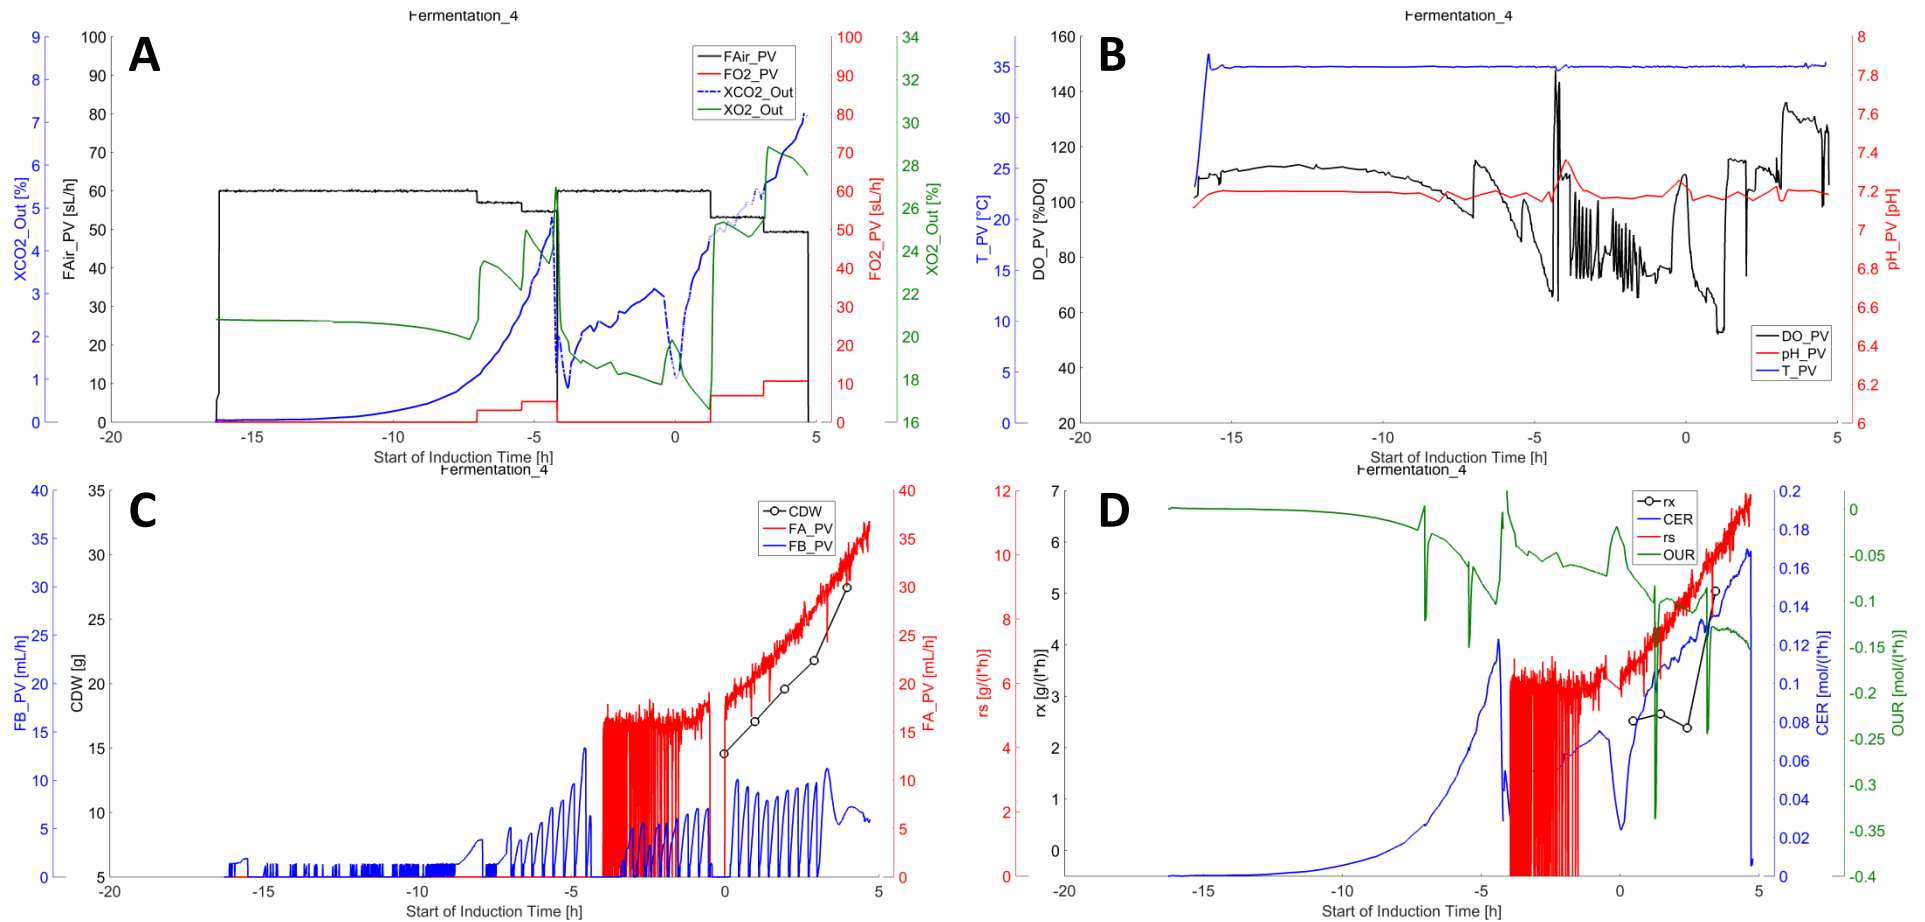 Fermentation_4
A
XCO2_Out [%]
9
8
7
6
5
4
3
2
1
0
FAir_PV [sL/h]
100
90
80
70
60
50
40
30
20
10
0
FAir_PV
FO2_PV
XCO2_Out
XO2_Out
FO2_PV [sL/h]
100
90
80
70
60
50
40
30
20
10
0
XO2_Out [%]
34
32
30
28
26
24
22
20
18
16
-20 -15 -10 -5 0 5
Start of Induction Time [h]
Fermentation_4
B
T_PV [°C]
35
30
25
20
15
10
5
0
DO_PV [%DO]
160
140
120
100
80
60
40
20
DO_PV
pH_PV
T_PV
pH_PV [pH]
8
7.8
7.6
7.4
7.2
7
6.8
6.6
6.4
6.2
6
-20 -15 -10 -5 0 5
Start of Induction Time [h]
Fermentation_4
C
FB_PV [mL/h]
40
35
30
25
20
15
10
5
0
CDW [g]
35
30
25
20
15
10
5
CDW
FA_PV
FB_PV
FA_PV [mL/h]
40
35
30
25
20
15
10
5
0
-20 -15 -10 -5 0 5
Start of Induction Time [h]
Fermentation_4
D
rs [g/(l*h)]
12
10
8
6
4
2
0
rx [g/(l*h)]
7
6
5
4
3
2
1
0
rx
CER
rs
OUR
CER [mol/(l*h)]
0.2
0.18
0.16
0.14
0.12
0.1
0.08
0.06
0.04
0.02
0
OUR [mol/(l*h)]
0
-0.05
-0.1
-0.15
-0.2
-0.25
-0.3
-0.35
-0.4
-20 -15 -10 -5 0 5
Start of Induction Time [h]